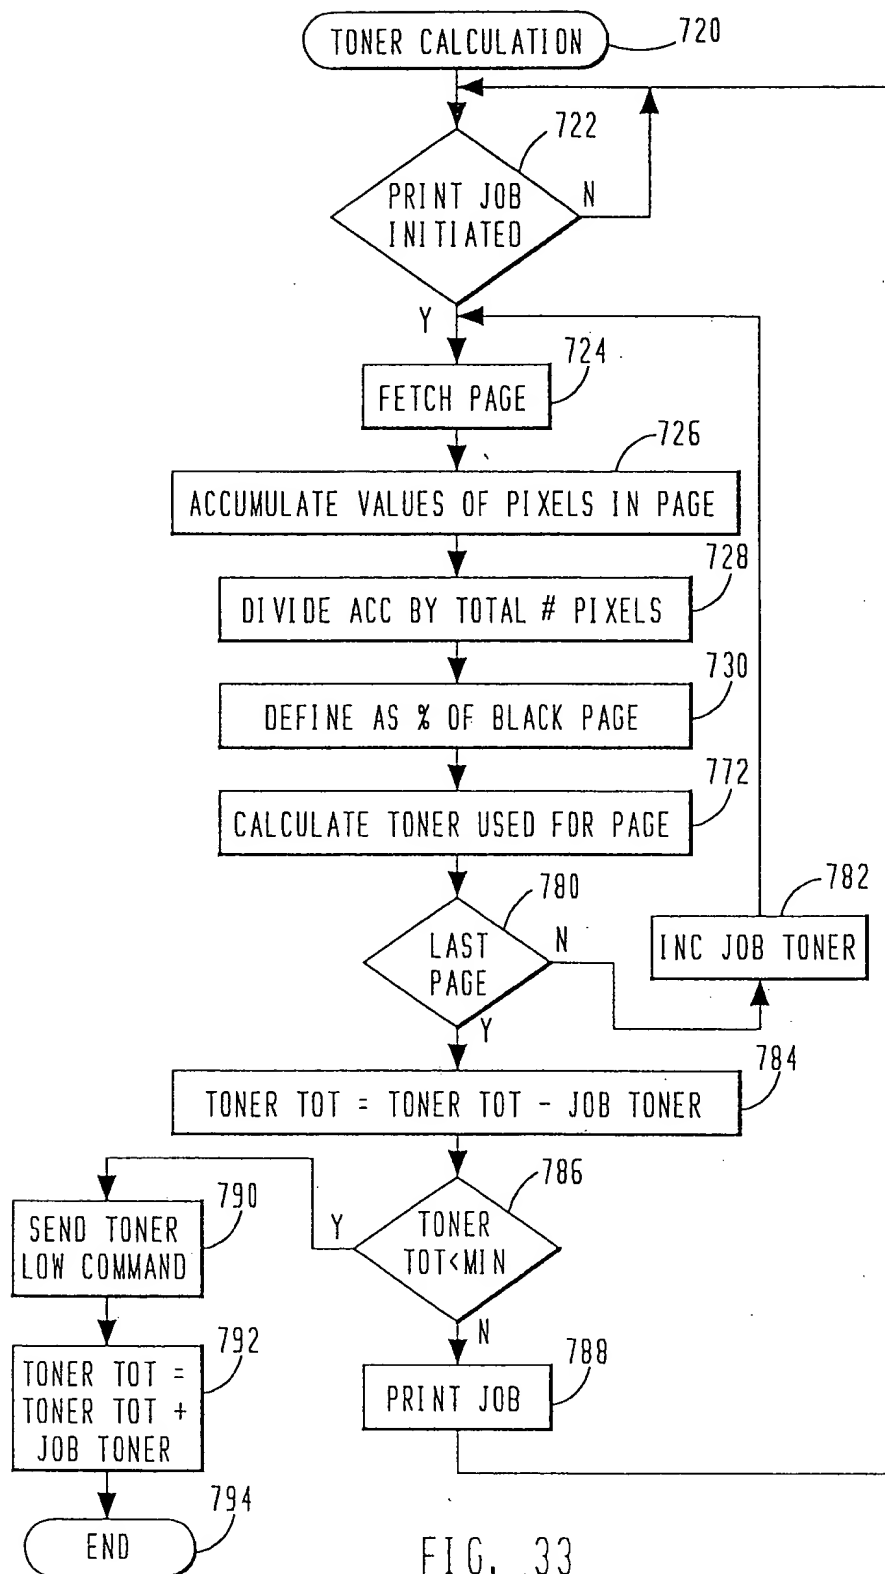 TONER CALCULATION
720
722
PRINT JOB
INITIATED
N
Y
724
FETCH PAGE
726
ACCUMULATE VALUES OF PIXELS IN PAGE
728
DIVIDE ACC BY TOTAL # PIXELS
730
DEFINE AS % OF BLACK PAGE
772
CALCULATE TONER USED FOR PAGE
780
LAST
PAGE
N
Y
782
INC JOB TONER
784
TONER TOT = TONER TOT - JOB TONER
786
TONER
TOT<MIN
Y
N
790
SEND TONER
LOW COMMAND
792
TONER TOT =
TONER TOT +
JOB TONER
788
PRINT JOB
794
END
FIG. 33